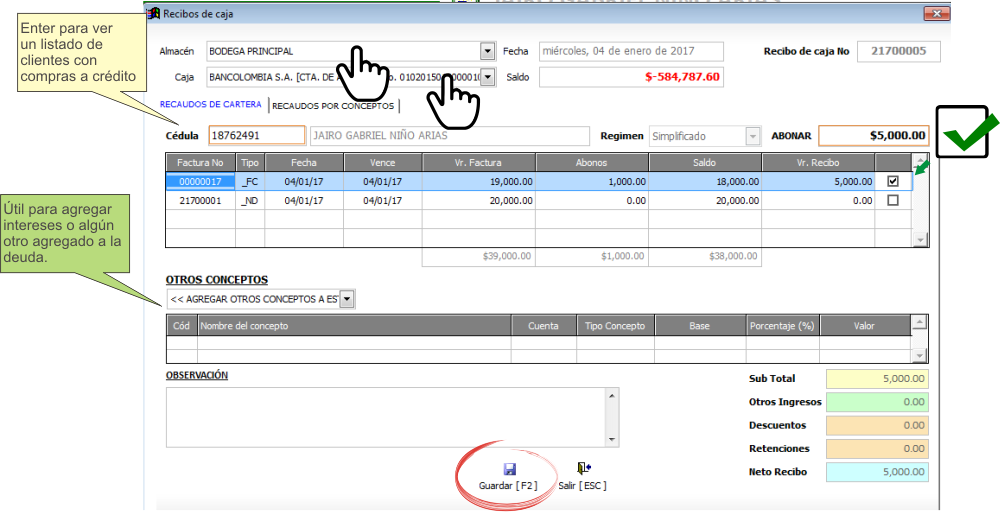 Recibos de caja
Enter para ver
un listado de
clientes con
compras a crédito
Almacén BODEGA PRINCIPAL Fecha miércoles, 04 de enero de 2017 Recibo de caja No 21700005
Caja BANCOLOMBIA S.A. [CTA. DE o. 01020150 Saldo $-584,787.60
RECAUDOS DE CARTERA RECAUDOS POR CONCEPTOS
Cédula 18762491 JAIRO GABRIEL NIÑO ARIAS Regimen Simplificado ABONAR $5,000.00
Factura No Tipo Fecha Vence Vr. Factura Abonos Saldo Vr. Recibo
00000017 _FC 04/01/17 04/01/17 19,000.00 1,000.00 18,000.00 5,000.00
21700001 _ND 04/01/17 04/01/17 20,000.00 0.00 20,000.00 0.00
$39,000.00 $1,000.00 $38,000.00
Útil para agregar
intereses o algún
otro agregado a la
deuda.
OTROS CONCEPTOS
<< AGREGAR OTROS CONCEPTOS A ES
Cód Nombre del concepto Cuenta Tipo Concepto Base Porcentaje (%) Valor
OBSERVACIÓN
Sub Total 5,000.00
Otros Ingresos 0.00
Descuentos 0.00
Retenciones 0.00
Neto Recibo 5,000.00
Guardar [ F2 ] Salir [ ESC ]